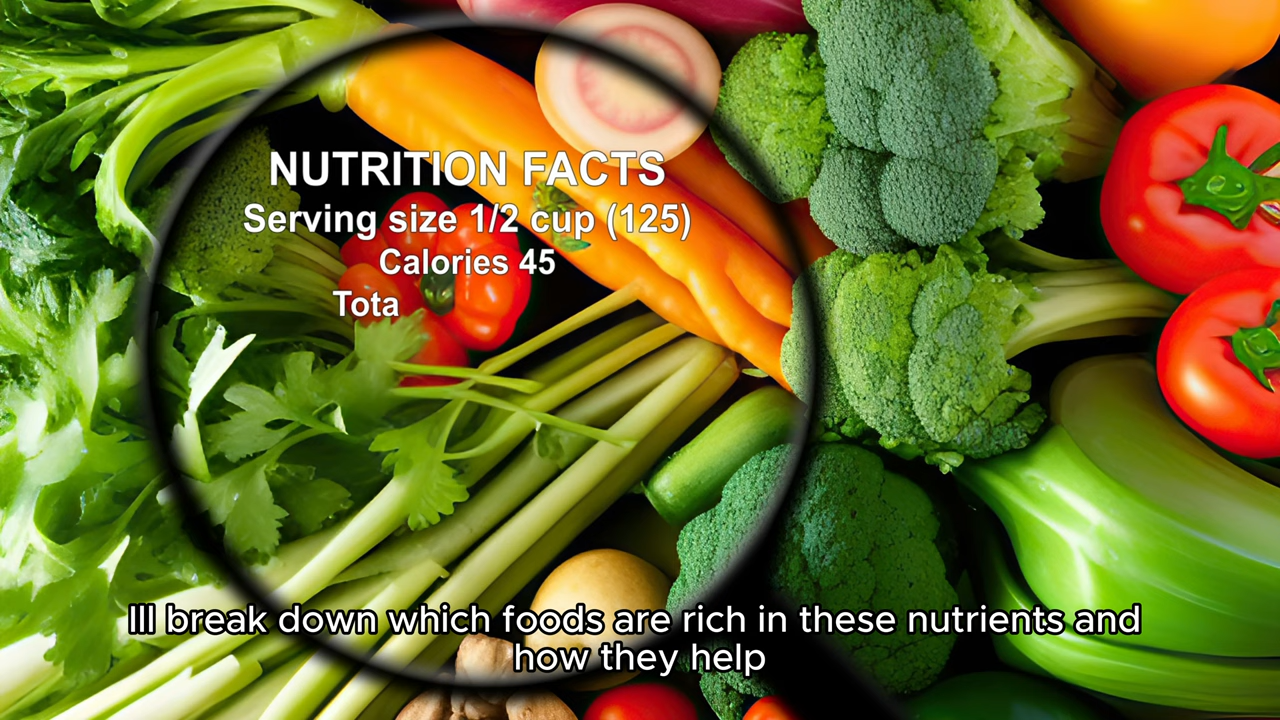 NUTRITION FACTS
Serving size 1/2 cup (125)
Calories 45
Tota
Ill break down which foods are rich in these nutrients and
how they help